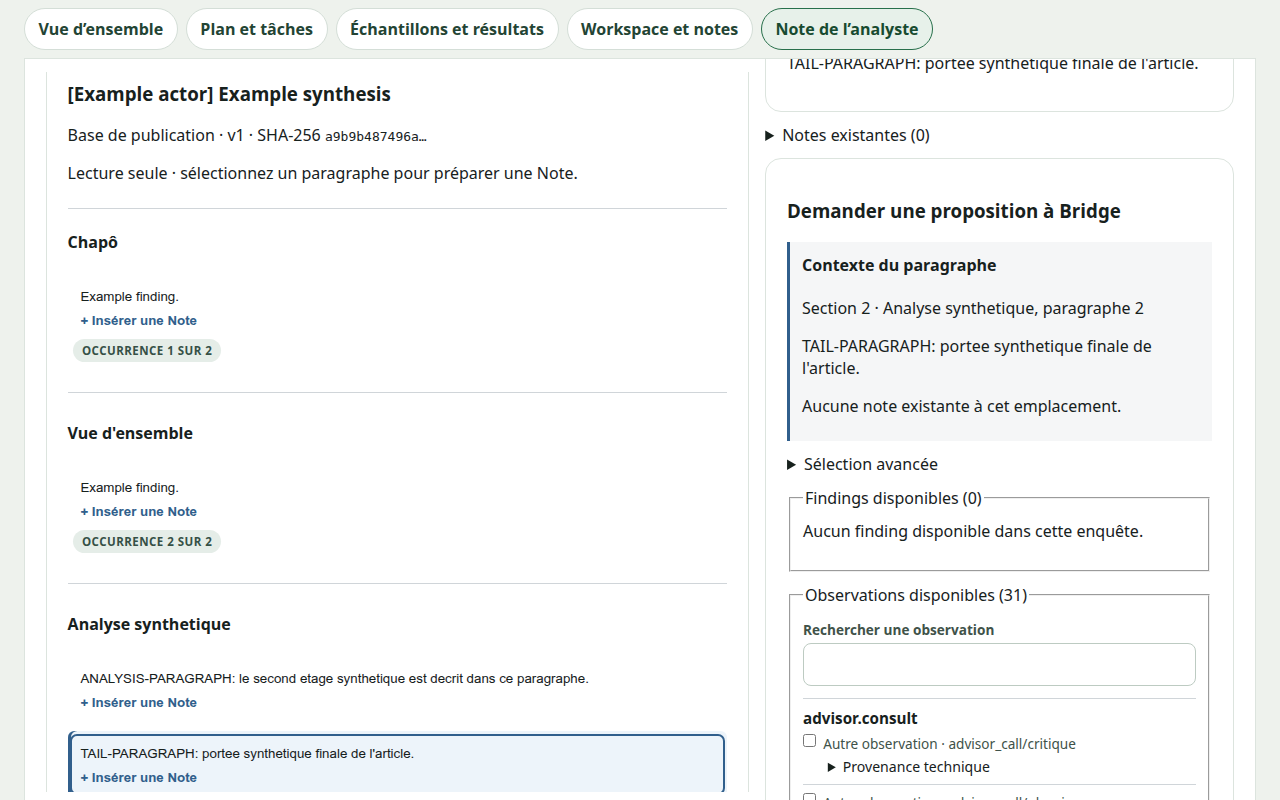 Vue d’ensemble
Plan et tâches
Échantillons et résultats
Workspace et notes
Note de l’analyste
[Example actor] Example synthesis
Base de publication · v1 · SHA-256 a9b9b487496a…
Lecture seule · sélectionnez un paragraphe pour préparer une Note.
Chapô
Example finding.
+ Insérer une Note
OCCURRENCE 1 SUR 2
Vue d'ensemble
Example finding.
+ Insérer une Note
OCCURRENCE 2 SUR 2
Analyse synthetique
ANALYSIS-PARAGRAPH: le second etage synthetique est decrit dans ce paragraphe.
+ Insérer une Note
TAIL-PARAGRAPH: portee synthetique finale de l'article.
+ Insérer une Note
TAIL-PARAGRAPH: portee synthetique finale de l'article.
Notes existantes (0)
Demander une proposition à Bridge
Contexte du paragraphe
Section 2 · Analyse synthetique, paragraphe 2
TAIL-PARAGRAPH: portee synthetique finale de
l'article.
Aucune note existante à cet emplacement.
Sélection avancée
Findings disponibles (0)
Aucun finding disponible dans cette enquête.
Observations disponibles (31)
Rechercher une observation
advisor.consult
Autre observation · advisor_call/critique
Provenance technique